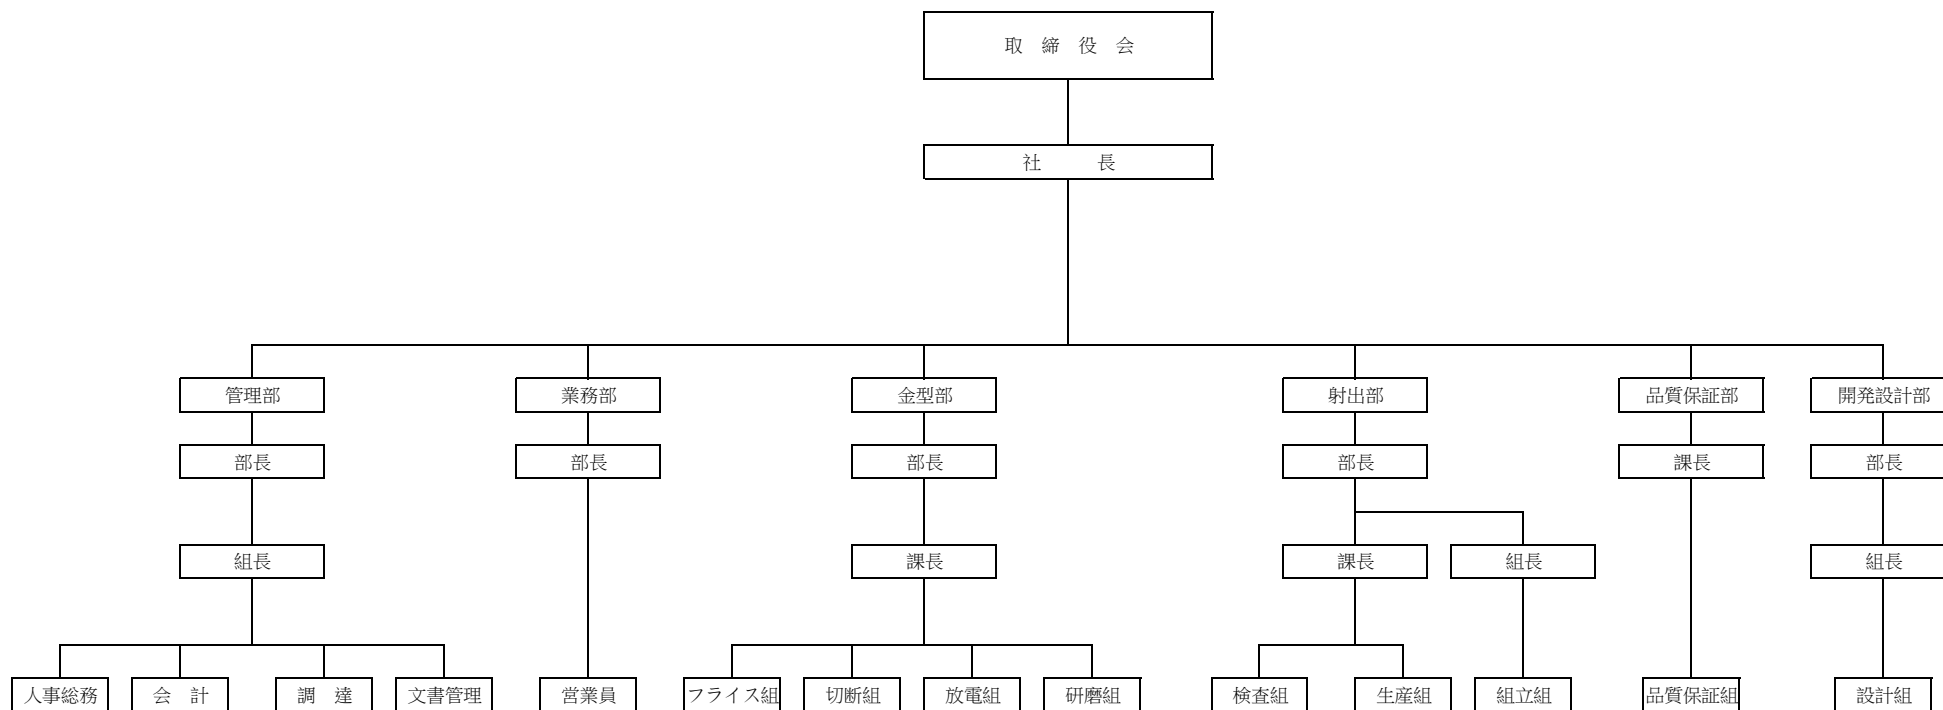 取 締 役 会
社 長
管理部 業務部 金型部 射出部 品質保証部 開発設計部
部長 部長 部長 部長 課長 部長
組長 課長 課長 組長 組長
人事総務 会 計 調 達 文書管理 営業員 フライス組 切断組 放電組 研磨組 検査組 生産組 組立組 品質保証組 設計組